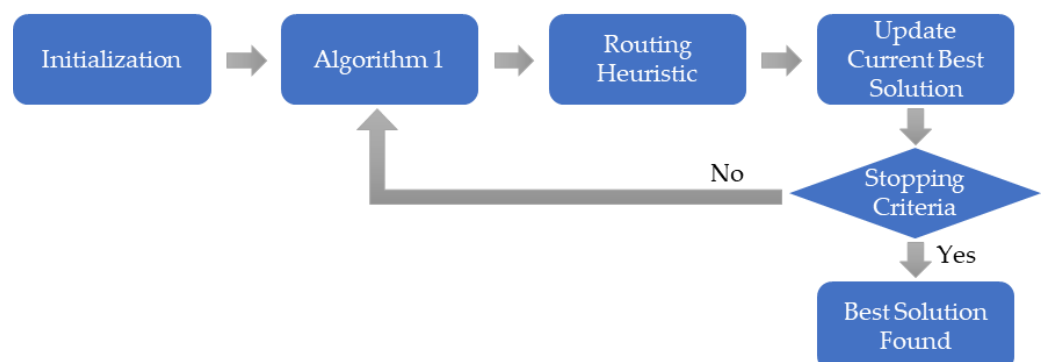 Initialization
Algorithm 1
Routing
Heuristic
Update
Current Best
Solution
No
Stopping
Criteria
Yes
Best Solution
Found